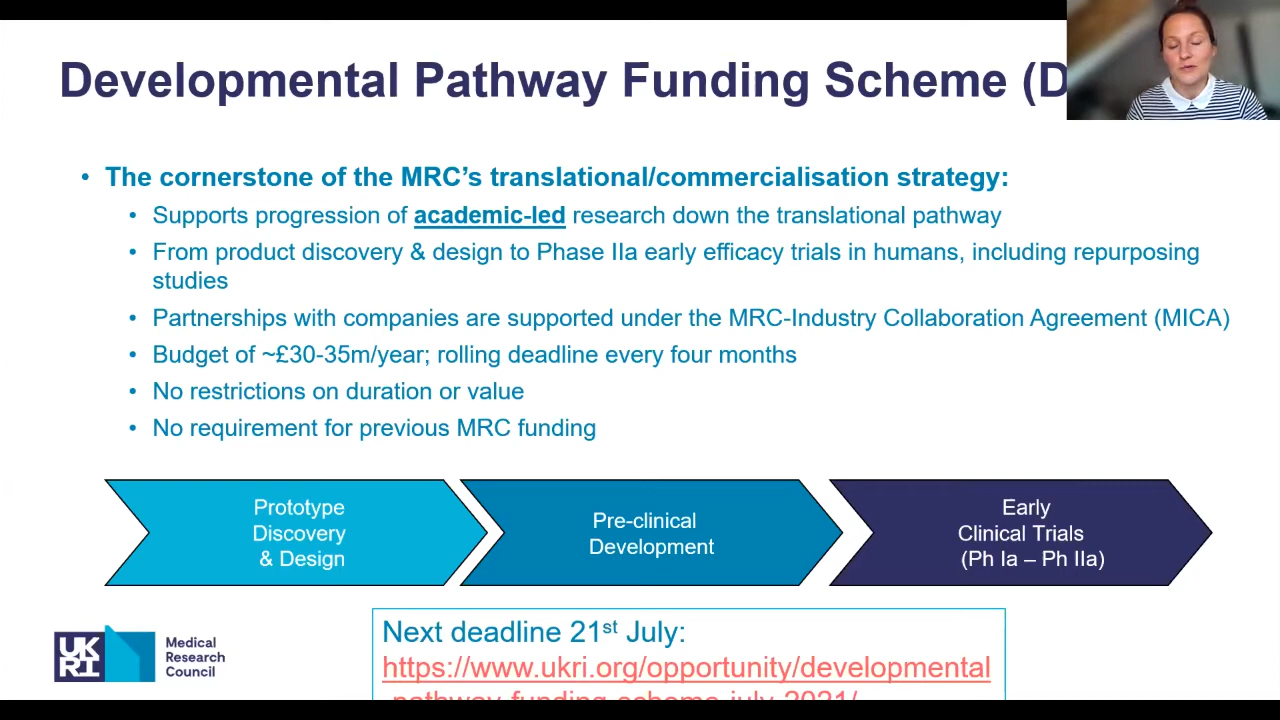 Developmental Pathway Funding Scheme (D
• The cornerstone of the MRC's translational/commercialisation strategy:
• Supports progression of academic-led research down the translational pathway
• From product discovery & design to Phase IIa early efficacy trials in humans, including repurposing
studies
• Partnerships with companies are supported under the MRC-Industry Collaboration Agreement (MICA)
• Budget of ~£30-35m/year; rolling deadline every four months
• No restrictions on duration or value
• No requirement for previous MRC funding
Prototype
Discovery
& Design
Pre-clinical
Development
Early
Clinical Trials
(Ph Ia – Ph IIa)
UK
RI
Medical
Research
Council
Next deadline 21st July:
https://www.ukri.org/opportunity/developmental
-pathway-funding-scheme-july-2021/